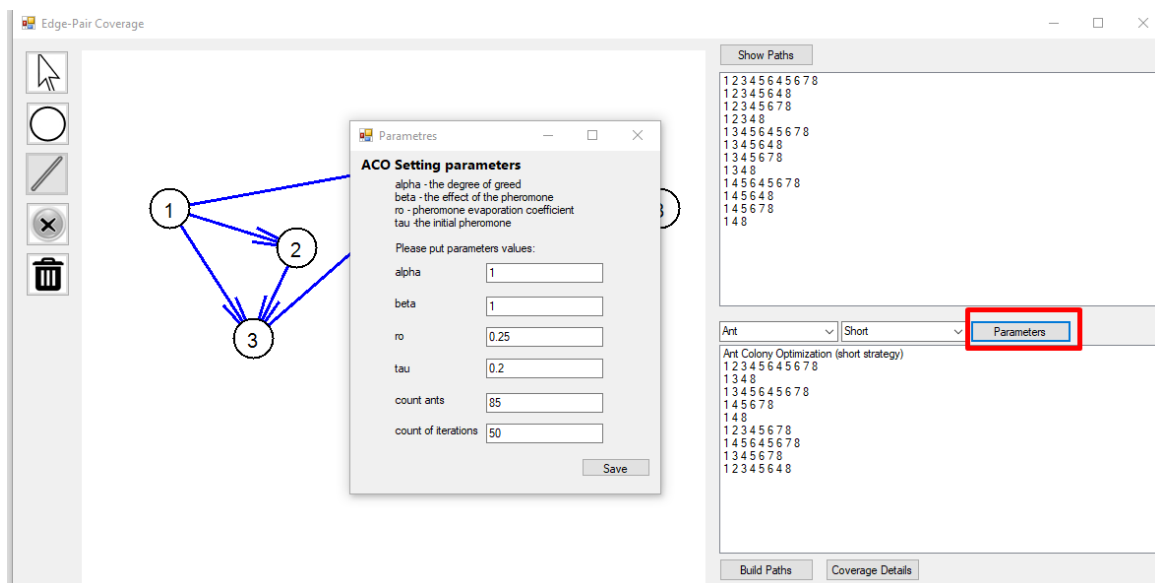 Edge-Pair Coverage
Show Paths
1 2 3 4 5 6 4 5 6 7 8
1 2 3 4 5 6 4 8
1 2 3 4 5 6 7 8
1 2 3 4 8
1 3 4 5 6 4 5 6 7 8
1 3 4 5 6 4 8
1 3 4 5 6 7 8
1 3 4 8
1 4 5 6 4 5 6 7 8
1 4 5 6 4 8
1 4 5 6 7 8
1 4 8
1
2
3
Parametres
ACO Setting parameters
alpha - the degree of greed
beta - the effect of the pheromone
ro - pheromone evaporation coefficient
tau -the initial pheromone
Please put parameters values:
alpha 1
beta 1
ro 0.25
tau 0.2
count ants 85
count of iterations 50
Save
Ant Short Parameters
Ant Colony Optimization (short strategy)
1 2 3 4 5 6 4 5 6 7 8
1 3 4 8
1 3 4 5 6 4 5 6 7 8
1 4 5 6 7 8
1 4 8
1 2 3 4 5 6 7 8
1 4 5 6 4 5 6 7 8
1 3 4 5 6 7 8
1 2 3 4 5 6 4 8
Build Paths Coverage Details